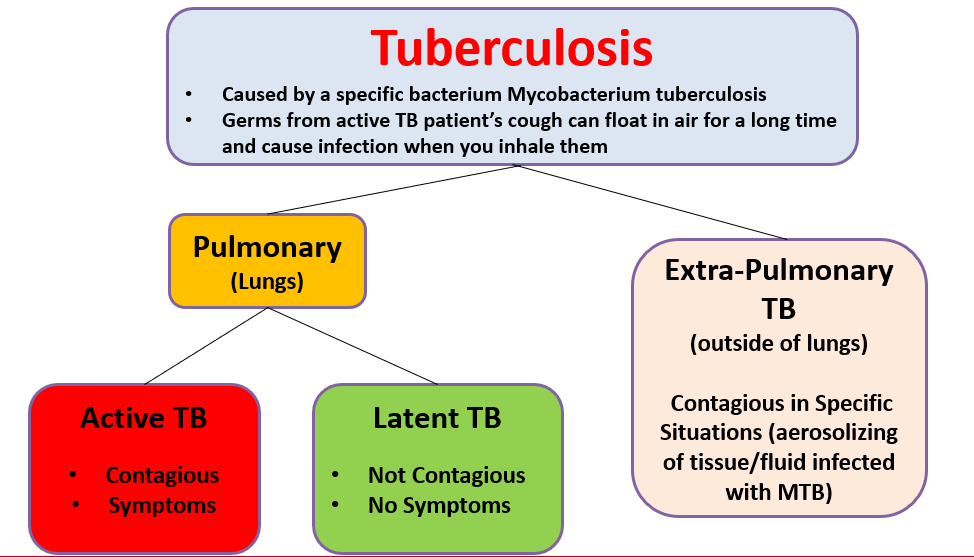 Tuberculosis
• Caused by a specific bacterium Mycobacterium tuberculosis
• Germs from active TB patient’s cough can float in air for a long time
and cause infection when you inhale them
Pulmonary
(Lungs)
Extra-Pulmonary
TB
(outside of lungs)
Contagious in Specific
Situations (aerosolizing
of tissue/fluid infected
with MTB)
Active TB
• Contagious
• Symptoms
Latent TB
• Not Contagious
• No Symptoms